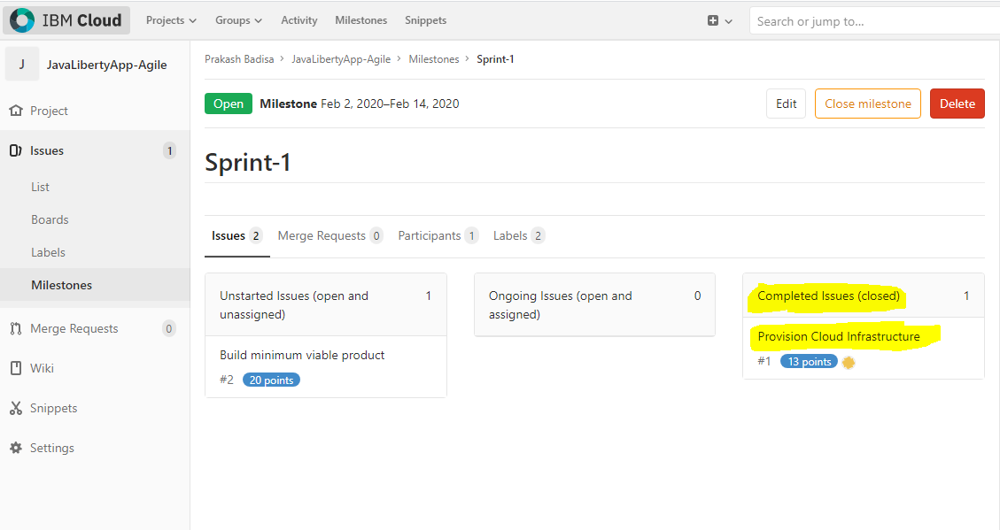 IBM Cloud Projects Groups Activity Milestones Snippets Search or jump to...
J JavaLibertyApp-Agile
Project
Issues 1
List
Boards
Labels
Milestones
Merge Requests 0
Wiki
Snippets
Settings
Prakash Badisa > JavaLibertyApp-Agile > Milestones > Sprint-1
Open Milestone Feb 2, 2020–Feb 14, 2020 Edit Close milestone Delete
Sprint-1
Issues 2 Merge Requests 0 Participants 1 Labels 2
Unstarted Issues (open and 1
unassigned)
Build minimum viable product
#2 20 points
Ongoing Issues (open and 0
assigned)
Completed Issues (closed) 1
Provision Cloud Infrastructure
#1 13 points